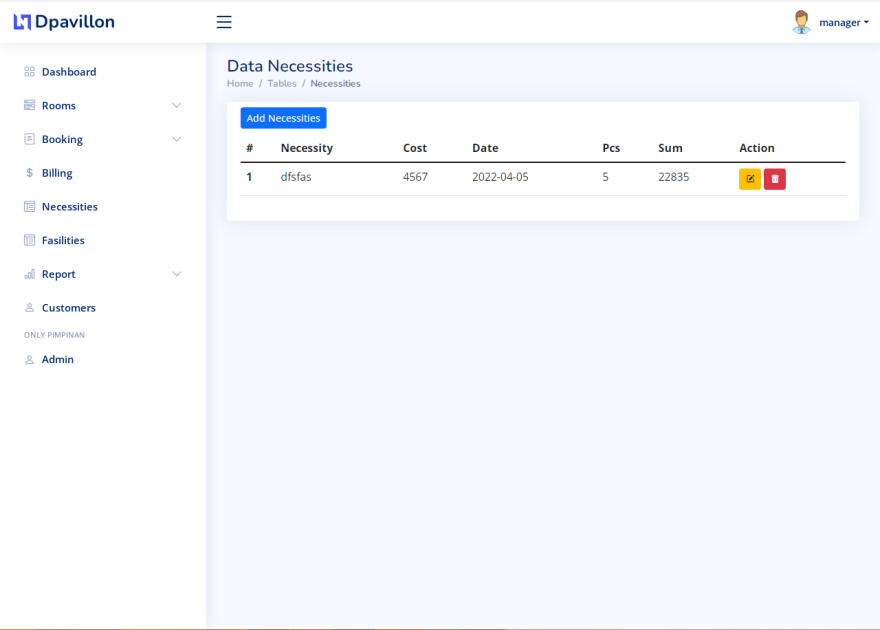 Dpavillon
manager
Dashboard
Rooms
Booking
Billing
Necessities
Fasilities
Report
Customers
ONLY PIMPINAN
Admin
Data Necessities
Home / Tables / Necessities
Add Necessities
# Necessity Cost Date Pcs Sum Action
1 dfsfas 4567 2022-04-05 5 22835